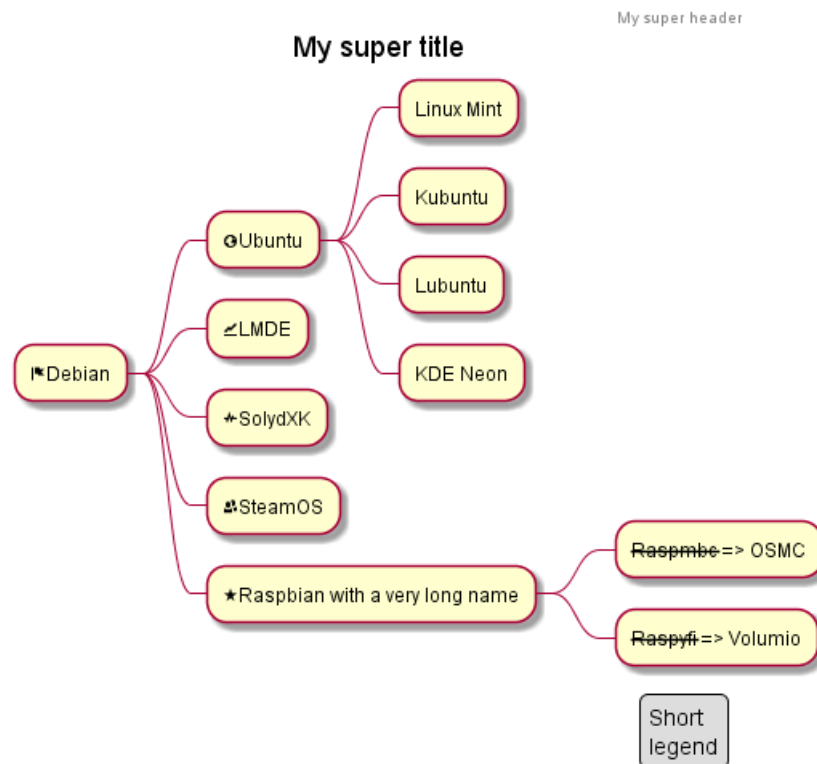 My super header
My super title
Linux Mint
Kubuntu
Ubuntu
Lubuntu
LMDE
KDE Neon
Debian
SolydXK
SteamOS
Raspmbc => OSMC
Raspbian with a very long name
Raspyfi => Volumio
Short
legend